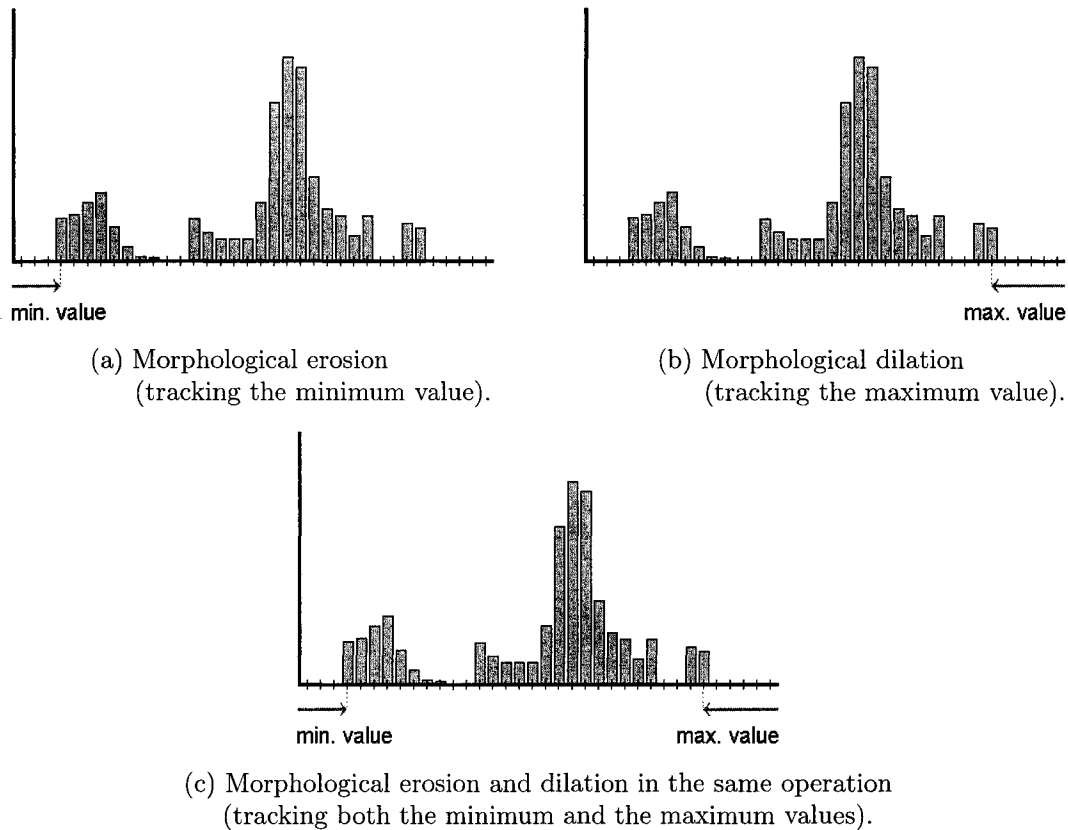 min. value
max. value
(a) Morphological erosion
(tracking the minimum value).
(b) Morphological dilation
(tracking the maximum value).
min. value
max. value
(c) Morphological erosion and dilation in the same operation
(tracking both the minimum and the maximum values).